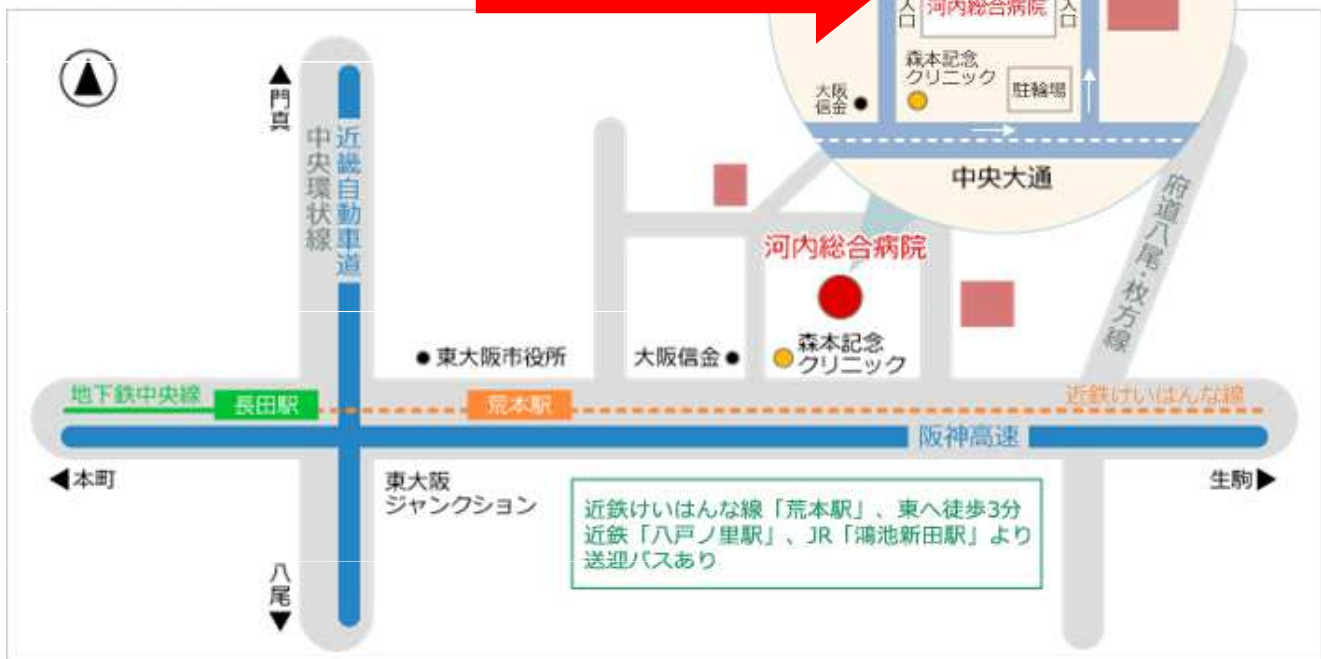 入口
河内総合病院
入口
森本記念
クリニック
駐輪場
大阪
信金
中央大通
門真
中央環状線
近畿自動車道
府道八尾・枚方線
河内総合病院
東大阪市役所
大阪信金
森本記念
クリニック
地下鉄中央線
長田駅
荒本駅
近鉄けいはんな線
阪神高速
本町
東大阪
ジャンクション
生駒
近鉄けいはんな線「荒本駅」、東へ徒歩3分
近鉄「八戸ノ里駅」、JR「鴻池新田駅」より
送迎バスあり
八尾